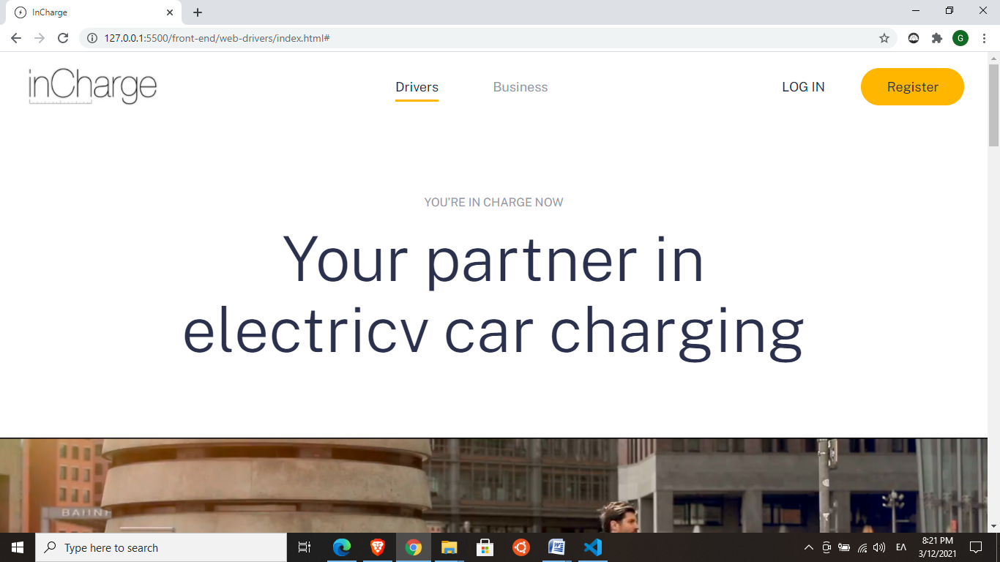 InCharge
127.0.0.1:5500/front-end/web-drivers/index.html#
G
inCharge
Drivers
Business
LOG IN
Register
YOU'RE IN CHARGE NOW
Your partner in
electricv car charging
Type here to search
W
ΕΛ
8:21 PM
3/12/2021